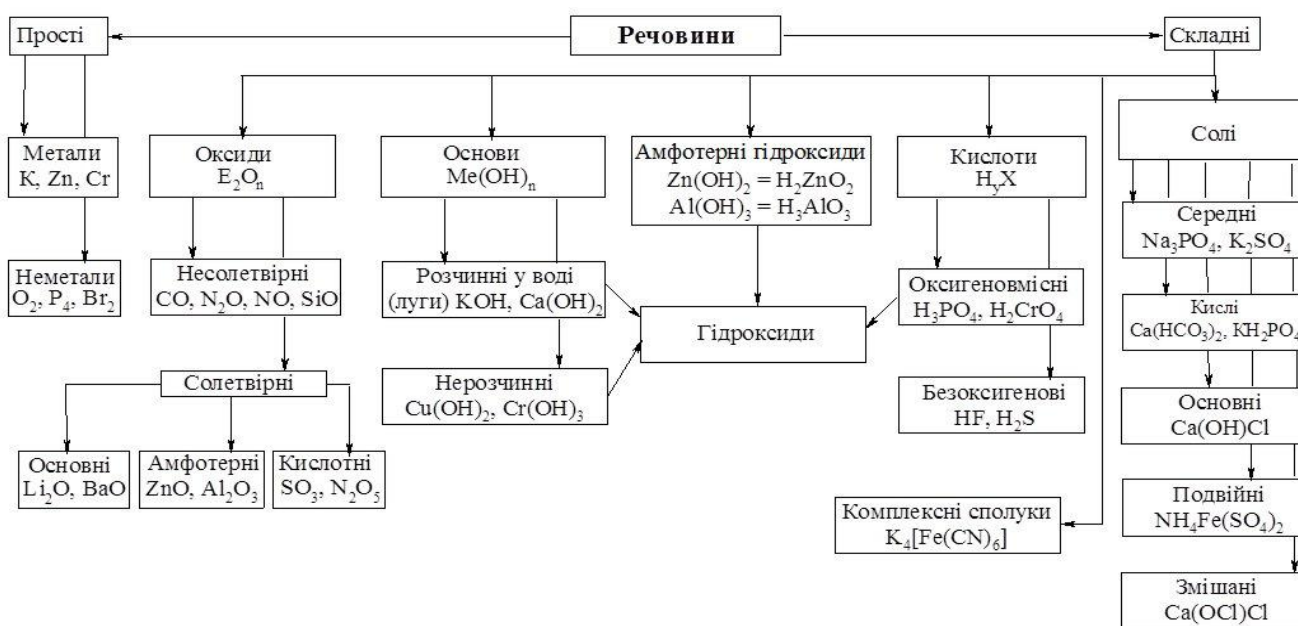 Речовини
Прості
Складні
Метали
K, Zn, Cr
Неметали
O₂, P₄, Br₂
Оксиди
E₂Oₙ
Несолетвірні
CO, N₂O, NO, SiO
Солетвірні
Основні
Li₂O, BaO
Амфотерні
ZnO, Al₂O₃
Кислотні
SO₃, N₂O₅
Основи
Me(OH)ₙ
Розчинні у воді
(луги) KOH, Ca(OH)₂
Нерозчинні
Cu(OH)₂, Cr(OH)₃
Амфотерні гідроксиди
Zn(OH)₂ = H₂ZnO₂
Al(OH)₃ = H₃AlO₃
Гідроксиди
Кислоти
HᵧX
Оксигеновмісні
H₃PO₄, H₂CrO₄
Безоксигенові
HF, H₂S
Комплексні сполуки
K₄[Fe(CN)₆]
Солі
Середні
Na₃PO₄, K₂SO₄
Кислі
Ca(HCO₃)₂, KH₂PO₄
Основні
Ca(OH)Cl
Подвійні
NH₄Fe(SO₄)₂
Змішані
Ca(OCl)Cl